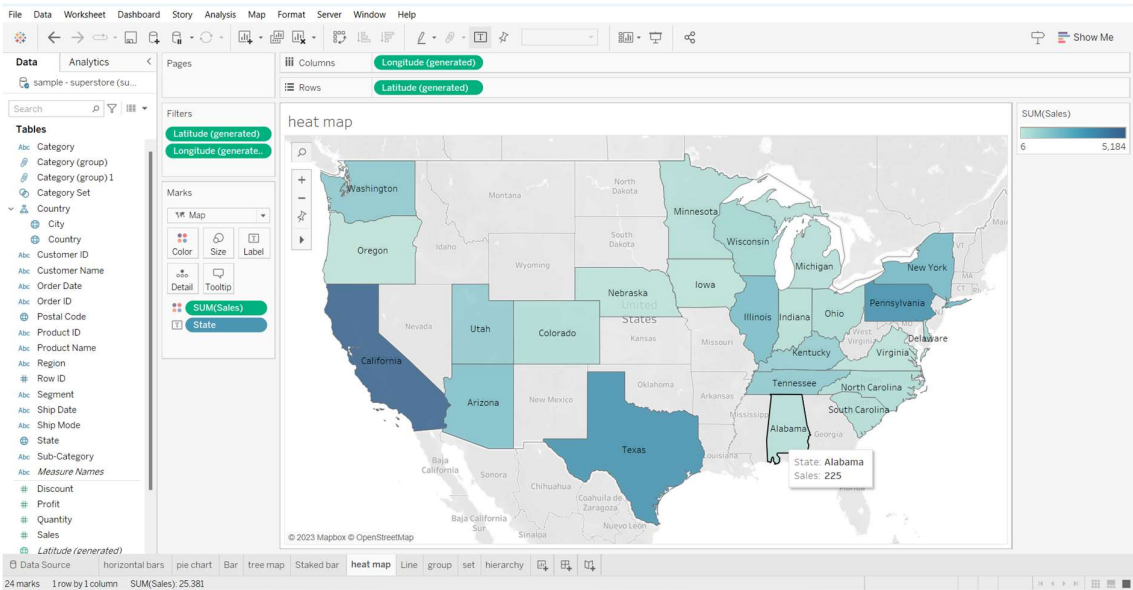 File Data Worksheet Dashboard Story Analysis Map Format Server Window Help
Show Me
Data Analytics
sample - superstore (su...
Search
Tables
Abc Category
Category (group)
Category (group) 1
Category Set
Country
City
Country
Abc Customer ID
Abc Customer Name
Abc Order Date
Abc Order ID
Postal Code
Abc Product ID
Abc Product Name
Abc Region
# Row ID
Abc Segment
Abc Ship Date
Abc Ship Mode
State
Abc Sub-Category
Abc Measure Names
# Discount
# Profit
# Quantity
# Sales
Latitude (generated)
Pages
Filters
Latitude (generated)
Longitude (generate..
Marks
Map
Color Size Label
Detail Tooltip
SUM(Sales)
State
Columns Longitude (generated)
Rows Latitude (generated)
heat map
Washington
Montana
North
Dakota
Minnesota
Oregon
Idaho
South
Dakota
Wisconsin
Michigan
New York
VT
MA
CT
Wyoming
Iowa
Nebraska
United
States
Pennsylvania
NJ
Nevada
Utah
Colorado
Kansas
Missouri
Illinois
Indiana
Ohio
West
Virginia
MD
Delaware
California
Kentucky
Virginia
Arizona
New Mexico
Oklahoma
Arkansas
Tennessee
North Carolina
South Carolina
Mississippi
Alabama
Georgia
Texas
Louisiana
State: Alabama
Sales: 225
Florida
Baja
California
Sonora
Chihuahua
Coahuila de
Zaragoza
Baja California
Sur
Sinaloa
Nuevo León
© 2023 Mapbox © OpenStreetMap
SUM(Sales)
6 5,184
Data Source horizontal bars pie chart Bar tree map Staked bar heat map Line group set hierarchy
24 marks 1 row by 1 column SUM(Sales): 25,381